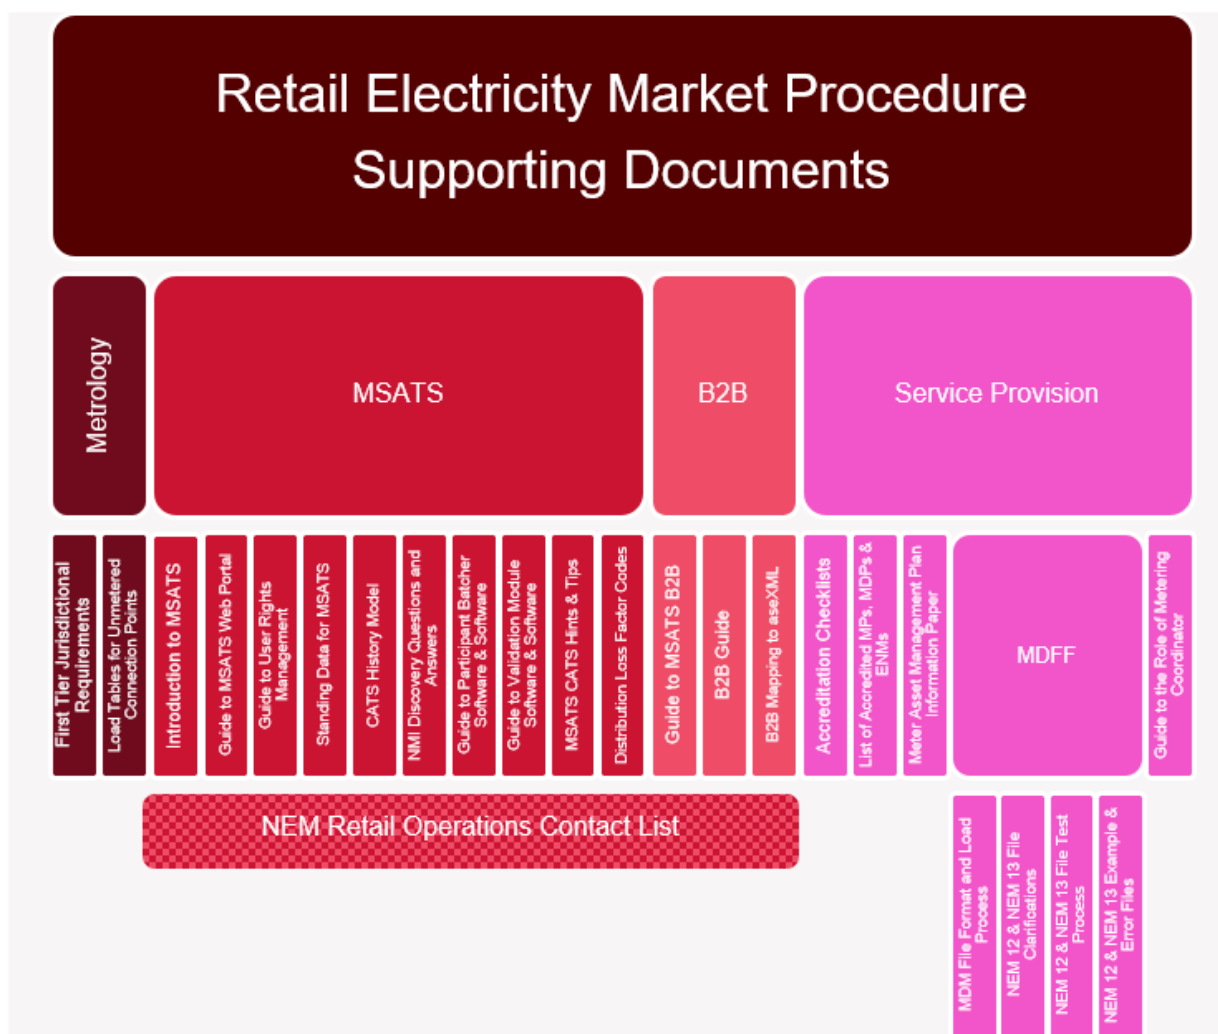 Retail Electricity Market Procedure
Supporting Documents
Metrology
MSATS
B2B
Service Provision
First Tier Jurisdictional
Requirements
Load Tables for Unmetered
Connection Points
Introduction to MSATS
Guide to MSATS Web Portal
Guide to User Rights
Management
Standing Data for MSATS
CATS History Model
NMI Discovery Questions and
Answers
Guide to Participant Batcher
Software & Software
Guide to Validation Module
Software & Software
MSATS CATS Hints & Tips
Distribution Loss Factor Codes
Guide to MSATS B2B
B2B Guide
B2B Mapping to aseXML
Accreditation Checklists
List of Accredited MPs, MDPs &
ENMs
Meter Asset Management Plan
Information Paper
MDFF
Guide to the Role of Metering
Coordinator
NEM Retail Operations Contact List
MDM File Format and Load
Process
NEM 12 & NEM 13 File
Clarifications
NEM 12 & NEM 13 File Test
Process
NEM 12 & NEM 13 Example &
Error Files